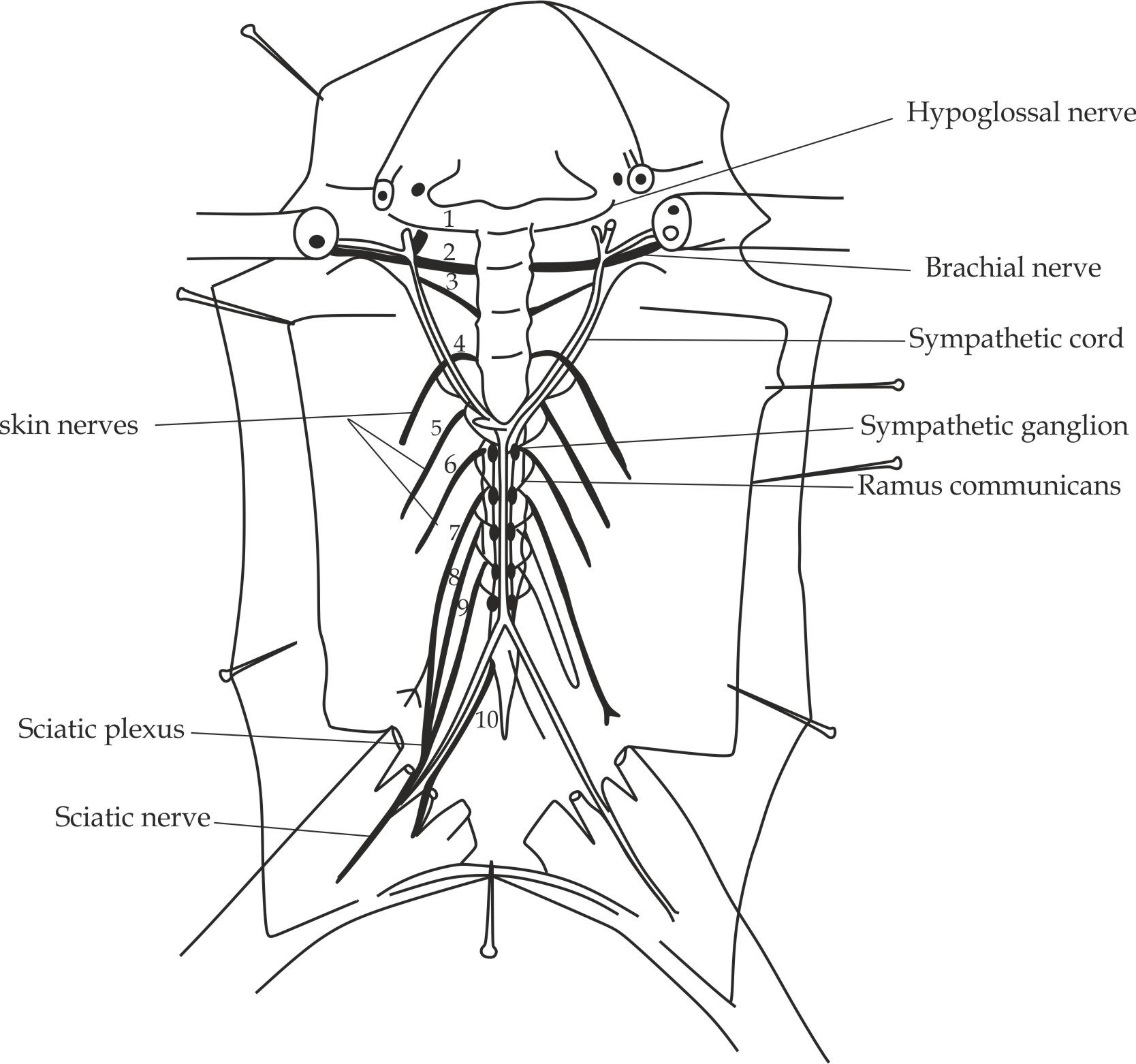 Hypoglossal nerve
1
2
Brachial nerve
3
Sympathetic cord
4
skin nerves
5
Sympathetic ganglion
6
Ramus communicans
7
8
9
10
Sciatic plexus
Sciatic nerve